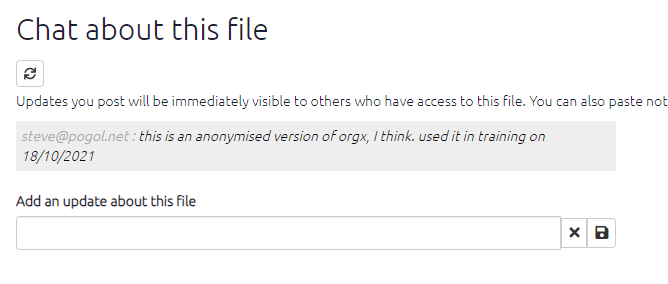 Chat about this file
Updates you post will be immediately visible to others who have access to this file. You can also paste not
steve@pogol.net : this is an anonymised version of orgx, I think. used it in training on
18/10/2021
Add an update about this file